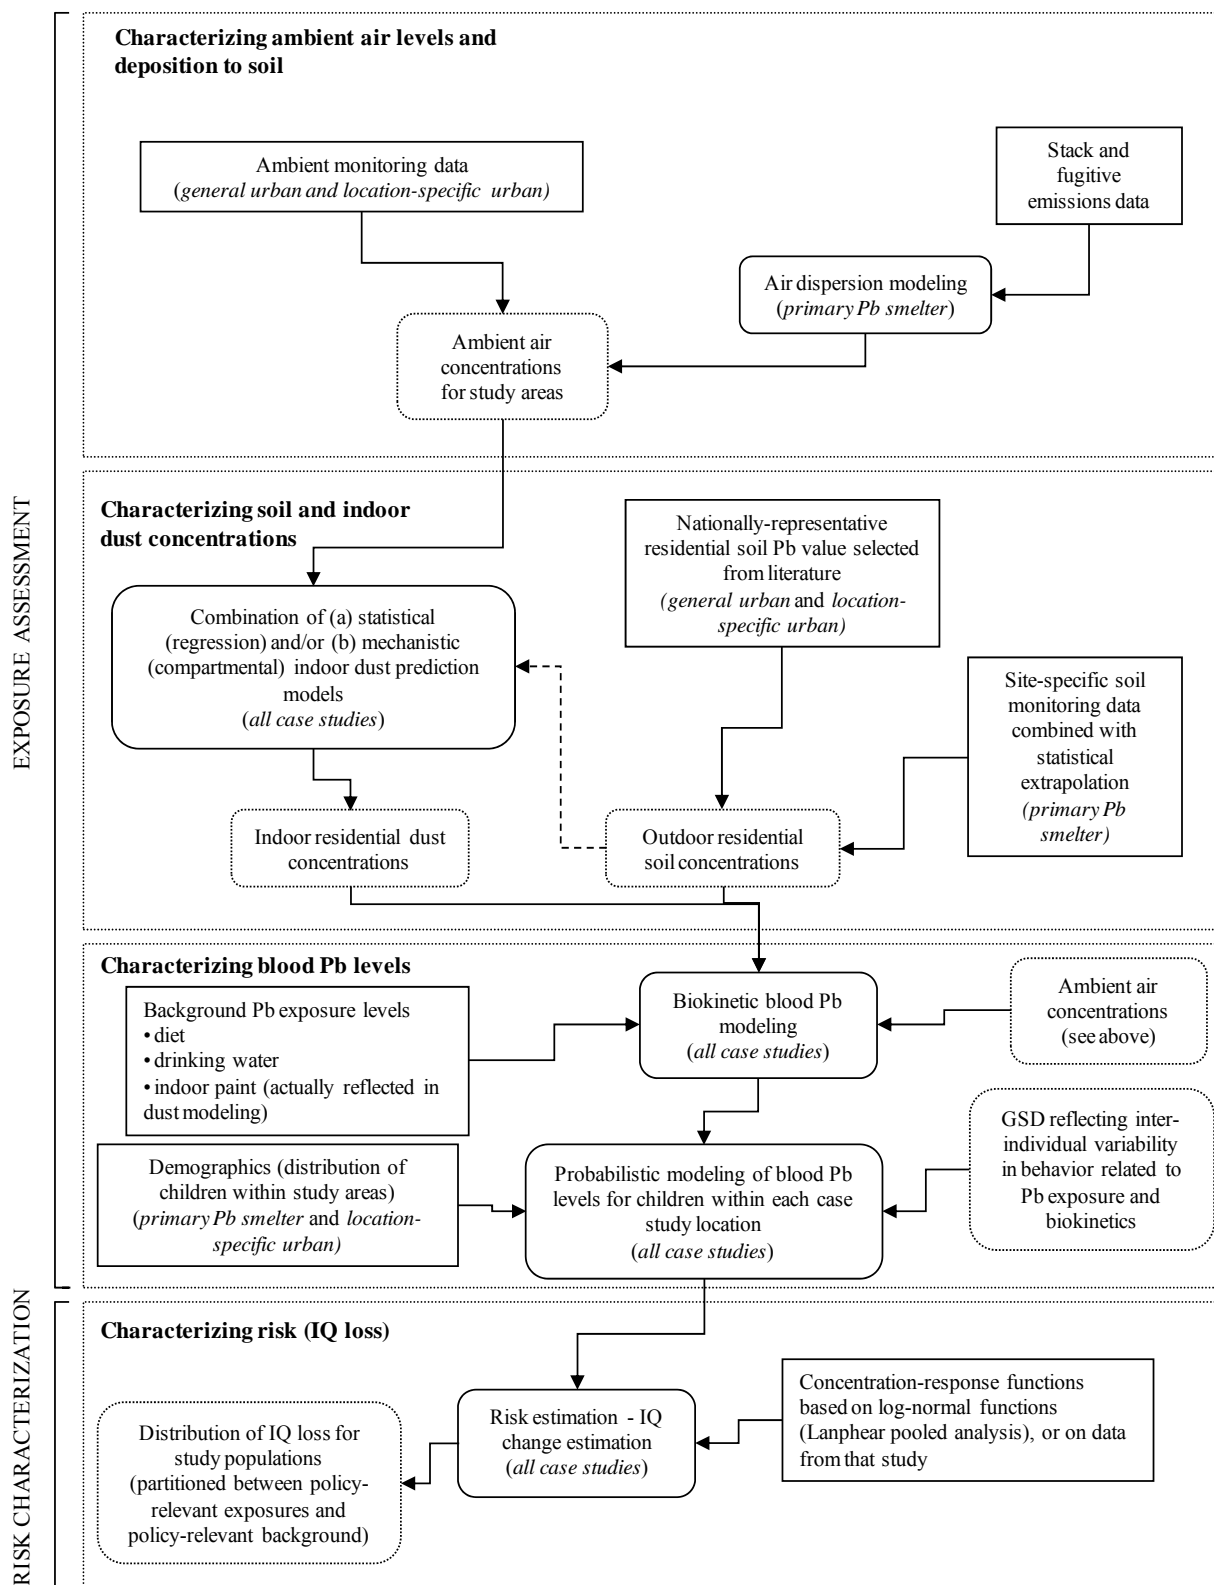 Characterizing ambient air levels and
deposition to soil
Ambient monitoring data
(general urban and location-specific urban)
Stack and
fugitive
emissions data
Air dispersion modeling
(primary Pb smelter)
Ambient air
concentrations
for study areas
EXPOSURE ASSESSMENT
Characterizing soil and indoor
dust concentrations
Nationally-representative
residential soil Pb value selected
from literature
(general urban and location-
specific urban)
Combination of (a) statistical
(regression) and/or (b) mechanistic
(compartmental) indoor dust prediction
models
(all case studies)
Site-specific soil
monitoring data
combined with
statistical
extrapolation
(primary Pb
smelter)
Indoor residential dust
concentrations
Outdoor residential
soil concentrations
Characterizing blood Pb levels
Background Pb exposure levels
• diet
• drinking water
• indoor paint (actually reflected in
dust modeling)
Biokinetic blood Pb
modeling
(all case studies)
Ambient air
concentrations
(see above)
Demographics (distribution of
children within study areas)
(primary Pb smelter and location-
specific urban)
Probabilistic modeling of blood Pb
levels for children within each case
study location
(all case studies)
GSD reflecting inter-
individual variability
in behavior related to
Pb exposure and
biokinetics
RISK CHARACTERIZATION
Characterizing risk (IQ loss)
Distribution of IQ loss for
study populations
(partitioned between policy-
relevant exposures and
policy-relevant background)
Risk estimation - IQ
change estimation
(all case studies)
Concentration-response functions
based on log-normal functions
(Lanphear pooled analysis), or on data
from that study